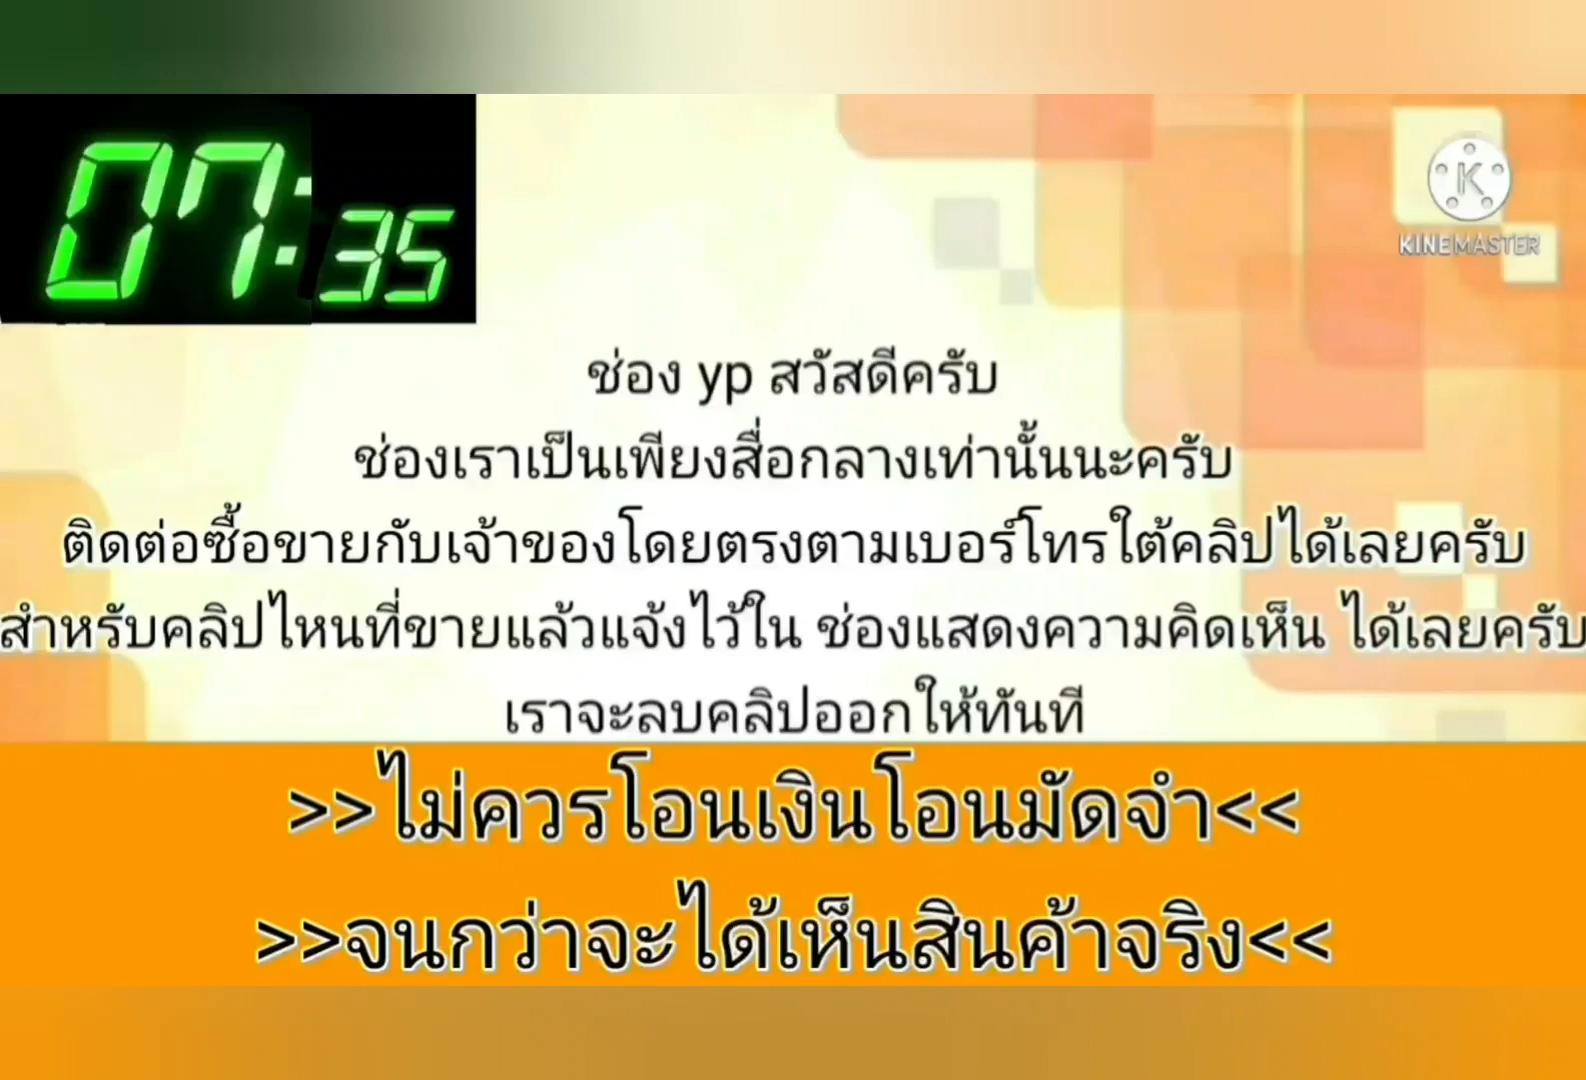 07:35
KINEMASTER
ช่อง yp สวัสดีครับ
ช่องเราเป็นเพียงสื่อกลางเท่านั้นนะครับ
ติดต่อซื้อขายกับเจ้าของโดยตรงตามเบอร์โทรใต้คลิปได้เลยครับ
สำหรับคลิปไหนที่ขายแล้วแจ้งไว้ใน ช่องแสดงความคิดเห็น ได้เลยครับ
เราจะลบคลิปออกให้ทันที
>>ไม่ควรโอนเงินโอนมัดจำ<<
>>จนกว่าจะได้เห็นสินค้าจริง<<